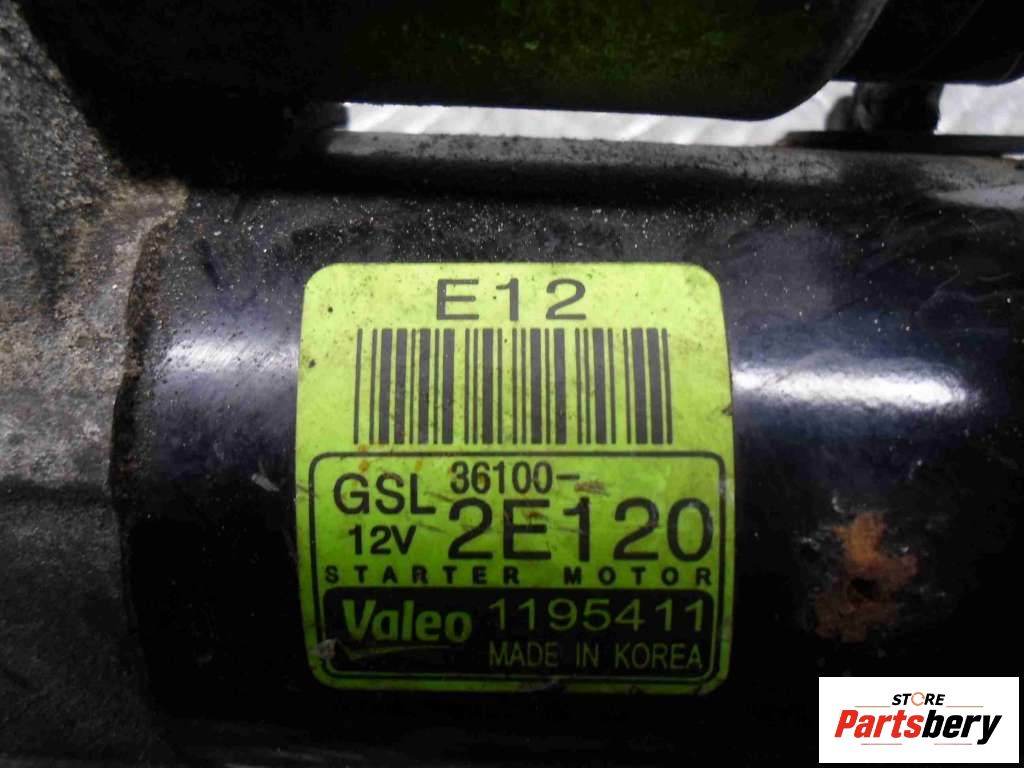 E12
GSL 36100-
12V 2E120
STARTER MOTOR
Valeo 1195411
MADE IN KOREA
STORE
Partsbery